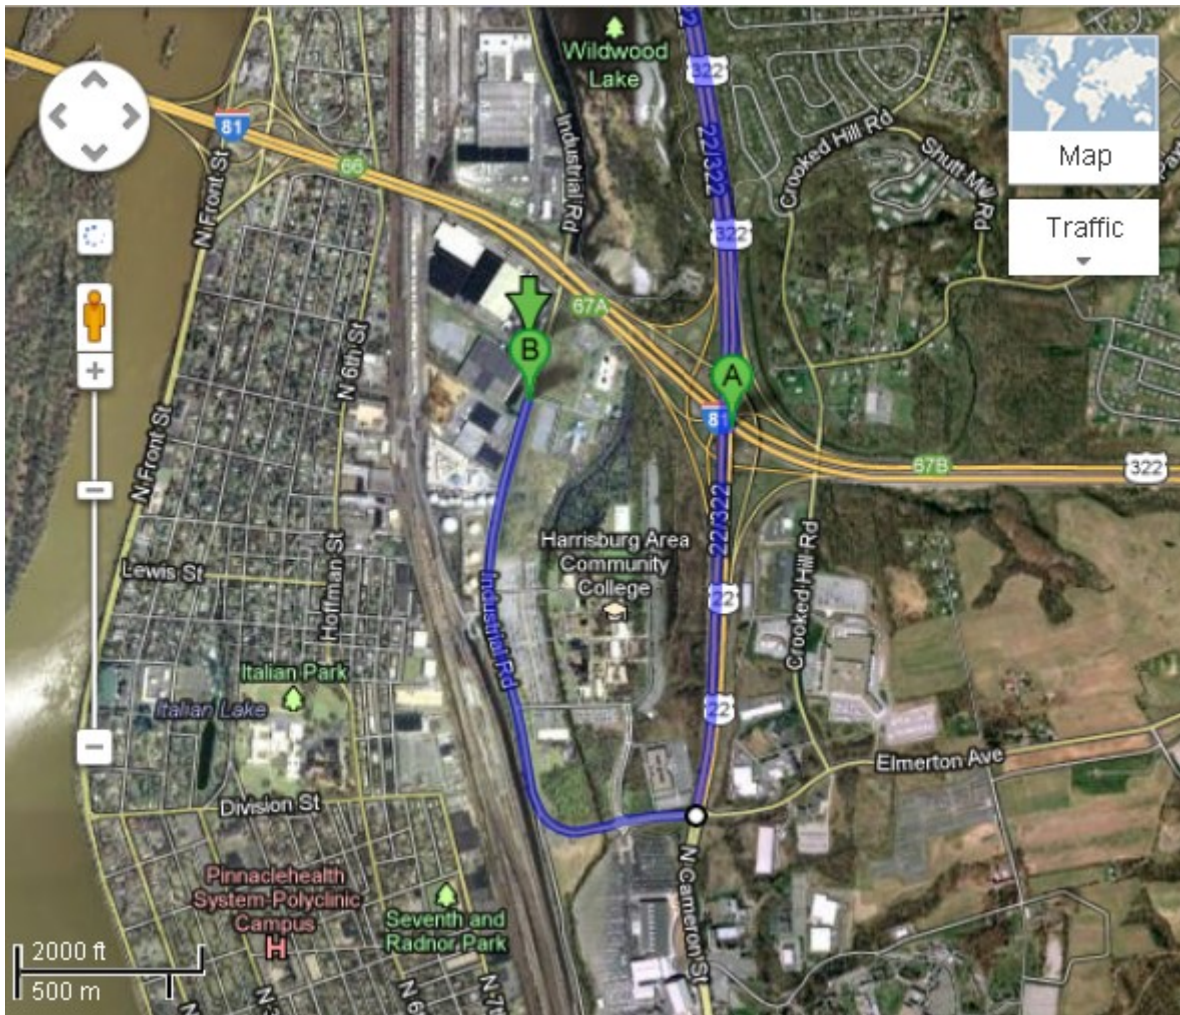 22
Wildwood
Lake
322
22/322
Industrial Rd
Crooked Hill Rd
Shutt Mill Rd
Map
Traffic
81
66
N Front St
322
67A
B
A
N 6th St
81
67B
322
N Front St
22/322
Harrisburg Area
Community
College
Lewis St
Hoffman St
22
Crooked Hill Rd
Industrial Rd
Italian Park
Italian Lake
22
Elmerton Ave
Division St
N Cameron St
Pinnaclehealth
System-Polyclinic
Campus
H
Seventh and
Radnor Park
2000 ft
500 m